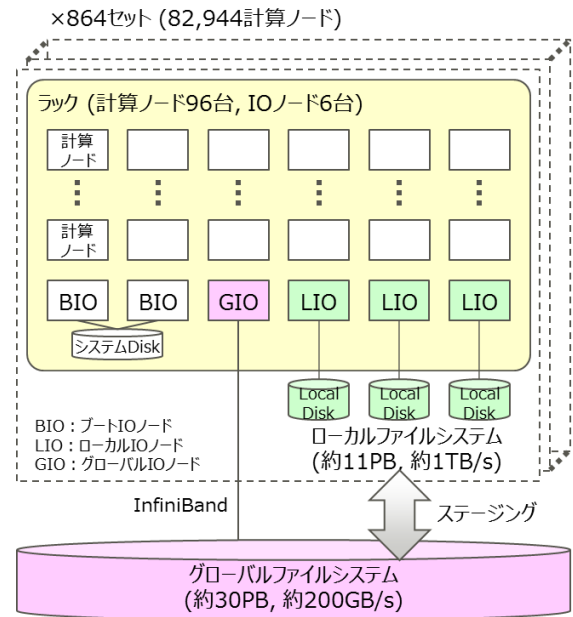 ×864セット (82,944計算ノード)
ラック (計算ノード96台, IOノード6台)
計算
ノード
計算
ノード
BIO
BIO
GIO
LIO
LIO
LIO
システムDisk
Local
Disk
Local
Disk
Local
Disk
BIO：ブートIOノード
LIO：ローカルIOノード
GIO：グローバルIOノード
ローカルファイルシステム
(約11PB, 約1TB/s)
InfiniBand
ステージング
グローバルファイルシステム
(約30PB, 約200GB/s)